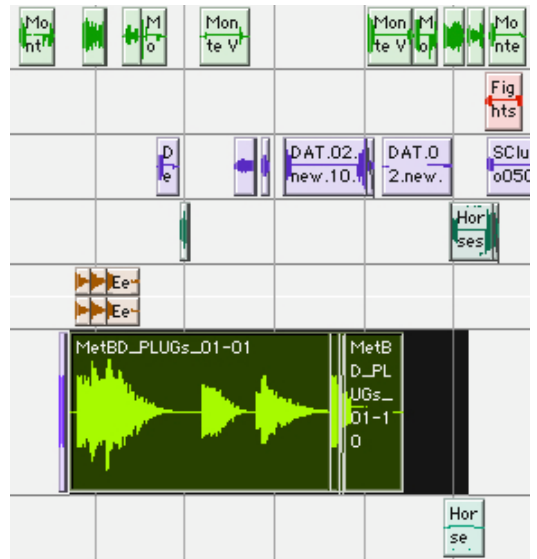 Mo
nt
M
o
Mon
te V
Mon
te V
M
o
Mo
nte
Fig
hts
D
e
DAT.02.
new.10.
DAT.0
2.new.
SClu
o050
Hor
ses
Ee
Ee
MetBD_PLUGs_01-01
MetB
D_PL
UGs_
01-1
0
Hor
se